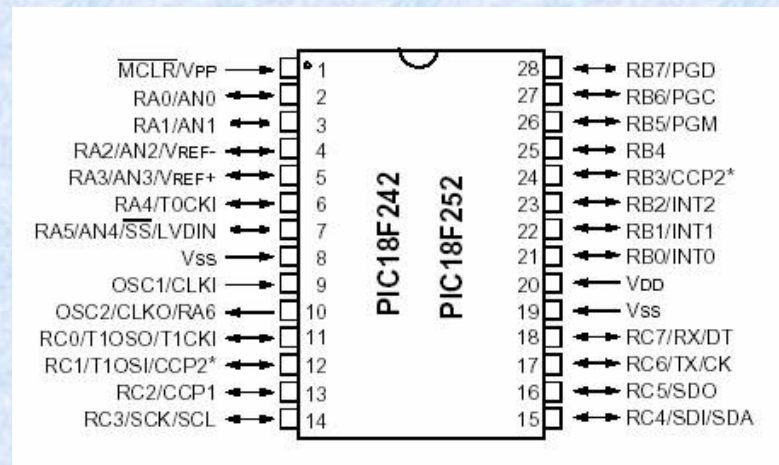 MCLR/VPP 1 28 RB7/PGD
RA0/AN0 2 27 RB6/PGC
RA1/AN1 3 26 RB5/PGM
RA2/AN2/VREF- 4 25 RB4
RA3/AN3/VREF+ 5 24 RB3/CCP2*
RA4/T0CKI 6 23 RB2/INT2
RA5/AN4/SS/LVDIN 7 22 RB1/INT1
VSS 8 21 RB0/INT0
OSC1/CLKI 9 20 VDD
OSC2/CLKO/RA6 10 19 VSS
RC0/T1OSO/T1CKI 11 18 RC7/RX/DT
RC1/T1OSI/CCP2* 12 17 RC6/TX/CK
RC2/CCP1 13 16 RC5/SDO
RC3/SCK/SCL 14 15 RC4/SDI/SDA
PIC18F242
PIC18F252